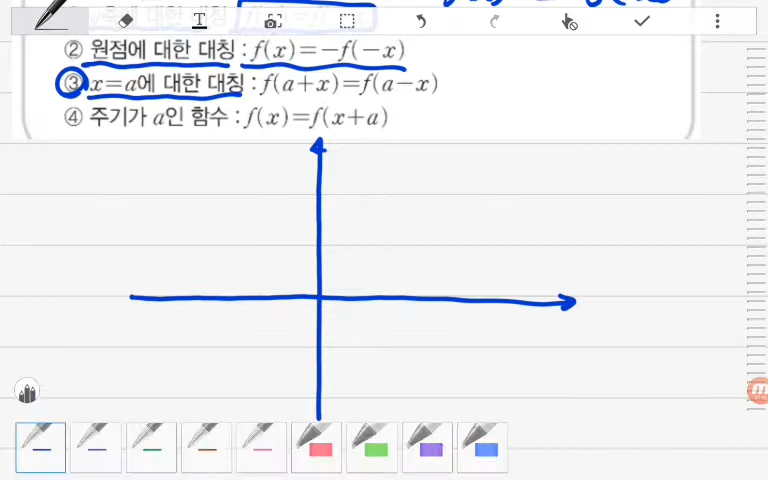 ② 원점에 대한 대칭 : f(x)=−f(−x)
③ x=a에 대한 대칭 : f(a+x)=f(a−x)
④ 주기가 a인 함수 : f(x)=f(x+a)